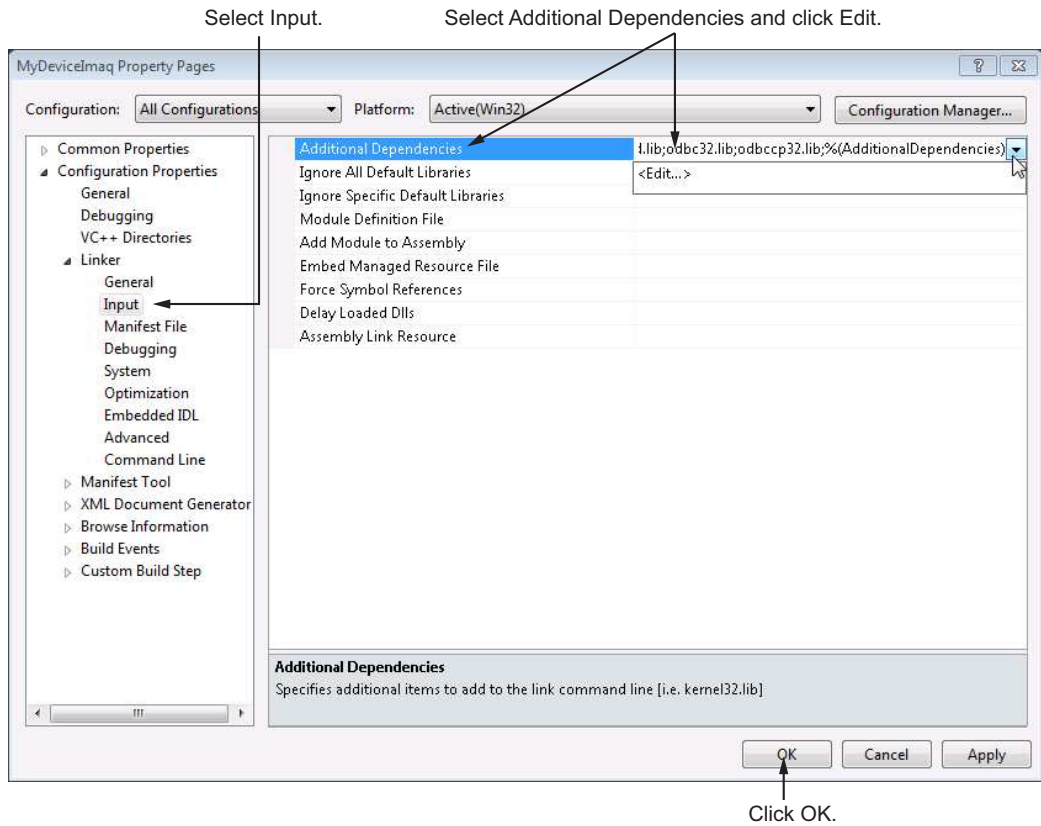 Select Input.
Select Additional Dependencies and click Edit.
MyDeviceImaq Property Pages
Configuration: All Configurations Platform: Active(Win32) Configuration Manager...
Common Properties
Configuration Properties
General
Debugging
VC++ Directories
Linker
General
Input
Manifest File
Debugging
System
Optimization
Embedded IDL
Advanced
Command Line
Manifest Tool
XML Document Generator
Browse Information
Build Events
Custom Build Step
Additional Dependencies l.lib;odbc32.lib;odbccp32.lib;%(AdditionalDependencies)
Ignore All Default Libraries <Edit...>
Ignore Specific Default Libraries
Module Definition File
Add Module to Assembly
Embed Managed Resource File
Force Symbol References
Delay Loaded Dlls
Assembly Link Resource
Additional Dependencies
Specifies additional items to add to the link command line [i.e. kernel32.lib]
OK Cancel Apply
Click OK.